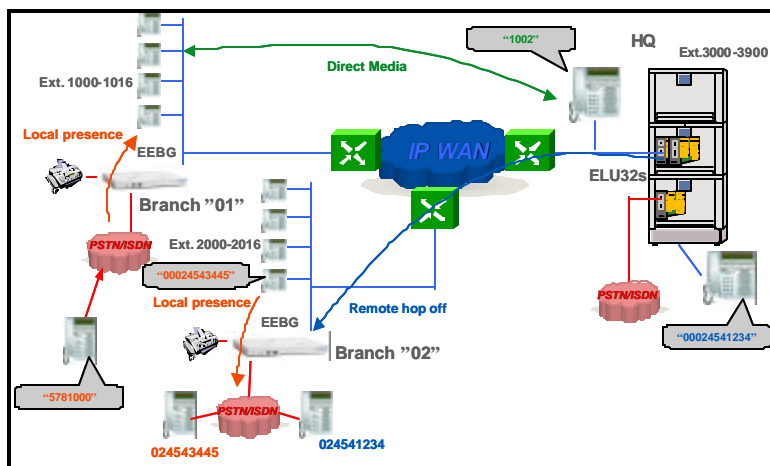 "1002"
HQ
Ext.3000-3900
Direct Media
Ext. 1000-1016
Local presence
EEBG
IP WAN
ELU32s
Branch "01"
Ext. 2000-2016
PSTN/ISDN
"00024543445"
Local presence
Remote hop off
PSTN/ISDN
EEBG
Branch "02"
"00024541234"
"5781000"
PSTN/ISDN
024543445
024541234